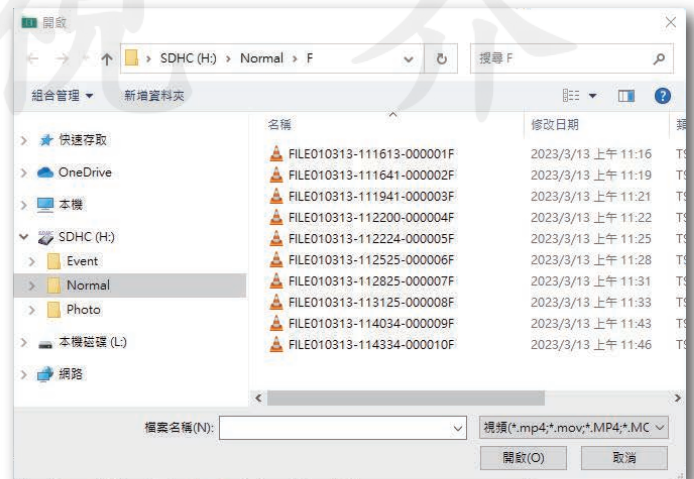 開啟
SDHC (H:) › Normal › F
搜尋 F
組合管理
新增資料夾
名稱
修改日期
快速存取
OneDrive
本機
SDHC (H:)
Event
Normal
Photo
本機磁碟 (L:)
網路
FILE010313-111613-000001F 2023/3/13 上午 11:16
FILE010313-111641-000002F 2023/3/13 上午 11:19
FILE010313-111941-000003F 2023/3/13 上午 11:21
FILE010313-112200-000004F 2023/3/13 上午 11:22
FILE010313-112224-000005F 2023/3/13 上午 11:25
FILE010313-112525-000006F 2023/3/13 上午 11:28
FILE010313-112825-000007F 2023/3/13 上午 11:31
FILE010313-113125-000008F 2023/3/13 上午 11:33
FILE010313-114034-000009F 2023/3/13 上午 11:43
FILE010313-114334-000010F 2023/3/13 上午 11:46
檔案名稱(N):
視頻(*.mp4;*.mov;*.MP4;*.MC
開啟(O)
取消